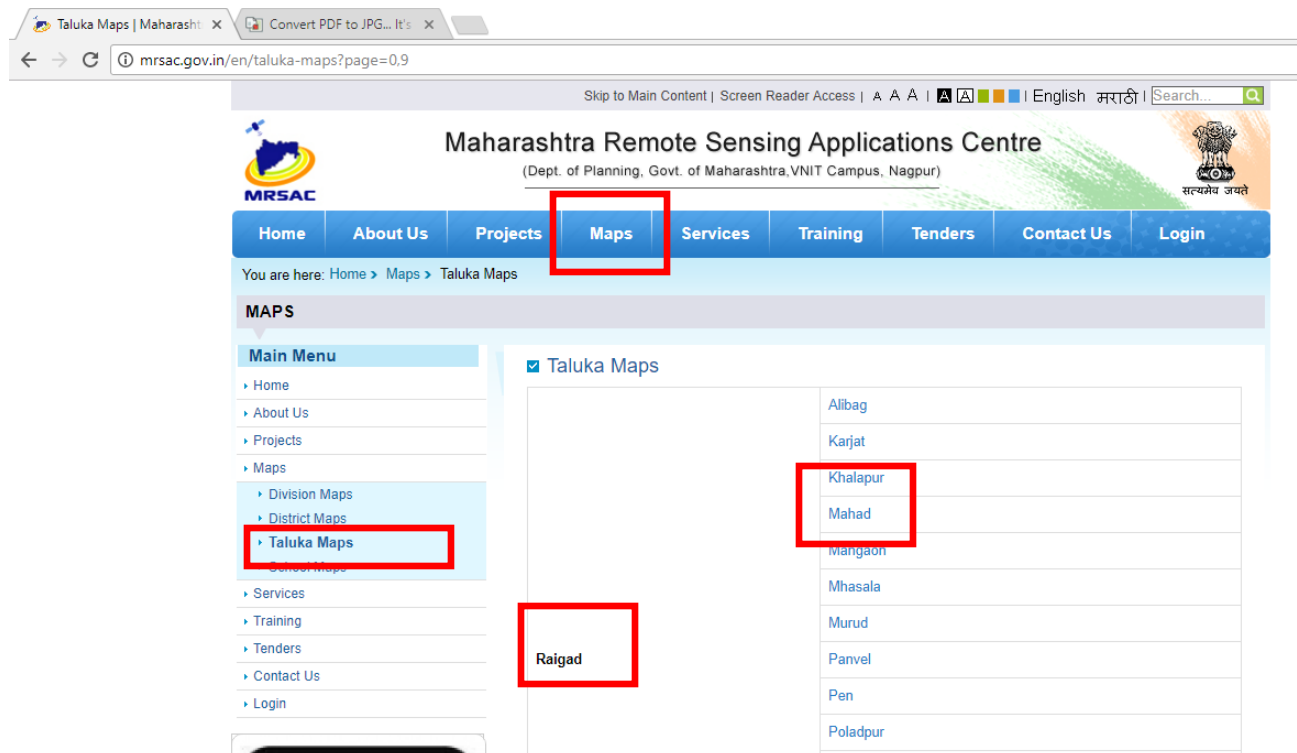 Taluka Maps | Maharasht
Convert PDF to JPG... It's
mrsac.gov.in/en/taluka-maps?page=0,9
Skip to Main Content | Screen Reader Access | A A A | A A | English मराठी | Search...
MRSAC
Maharashtra Remote Sensing Applications Centre
(Dept. of Planning, Govt. of Maharashtra,VNIT Campus, Nagpur)
सत्यमेव जयते
Home About Us Projects Maps Services Training Tenders Contact Us Login
You are here: Home > Maps > Taluka Maps
MAPS
Main Menu
Home
About Us
Projects
Maps
Division Maps
District Maps
Taluka Maps
School Maps
Services
Training
Tenders
Contact Us
Login
Taluka Maps
Raigad
Alibag
Karjat
Khalapur
Mahad
Mangaon
Mhasala
Murud
Panvel
Pen
Poladpur